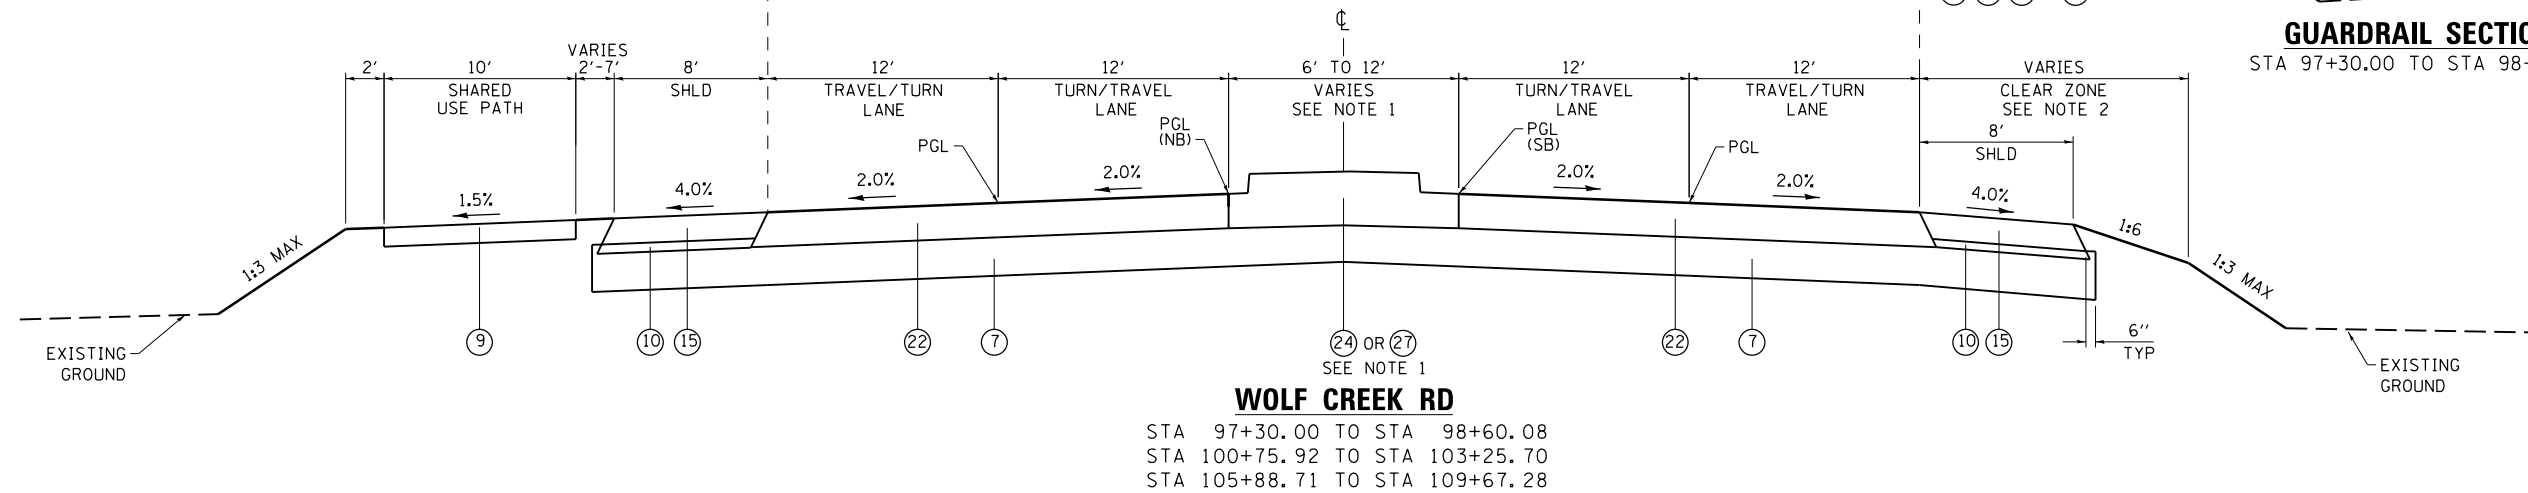 ℄
GUARDRAIL SECTIO
STA 97+30.00 TO STA 98-
VARIES
2' 10' 2'-7' 8' 12' 12' 6' TO 12' 12' 12' VARIES
SHARED USE PATH
SHLD
TRAVEL/TURN LANE
TURN/TRAVEL LANE
VARIES
SEE NOTE 1
TURN/TRAVEL LANE
TRAVEL/TURN LANE
CLEAR ZONE
SEE NOTE 2
8'
SHLD
PGL
PGL (NB)
PGL (SB)
PGL
1:3 MAX
1.5%
4.0%
2.0%
2.0%
2.0%
2.0%
4.0%
1:6
1:3 MAX
9 10 15 22 7 24 OR 27 22 7 10 15
SEE NOTE 1
6'' TYP
EXISTING GROUND
EXISTING GROUND
WOLF CREEK RD
STA 97+30.00 TO STA 98+60.08
STA 100+75.92 TO STA 103+25.70
STA 105+88.71 TO STA 109+67.28